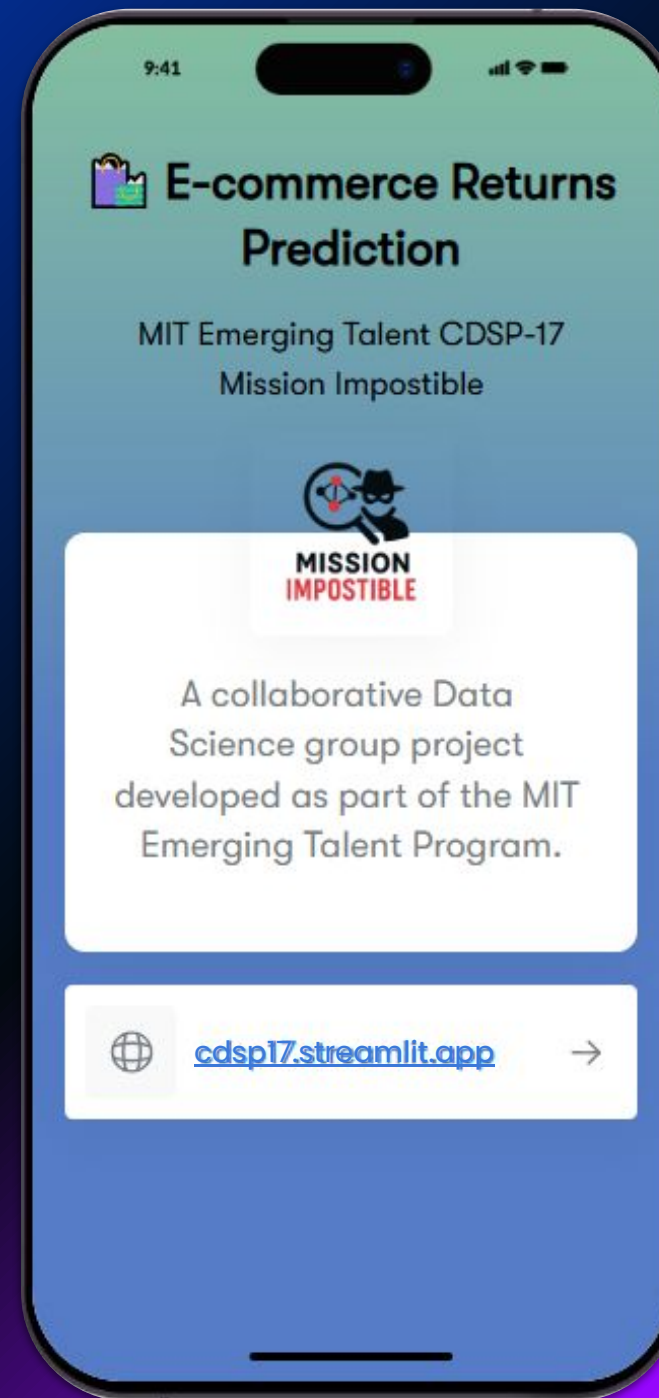 9:41
E-commerce Returns
Prediction
MIT Emerging Talent CDSP-17
Mission Impostible
MISSION
IMPOSTIBLE
A collaborative Data
Science group project
developed as part of the MIT
Emerging Talent Program.
cdsp17.streamlit.app